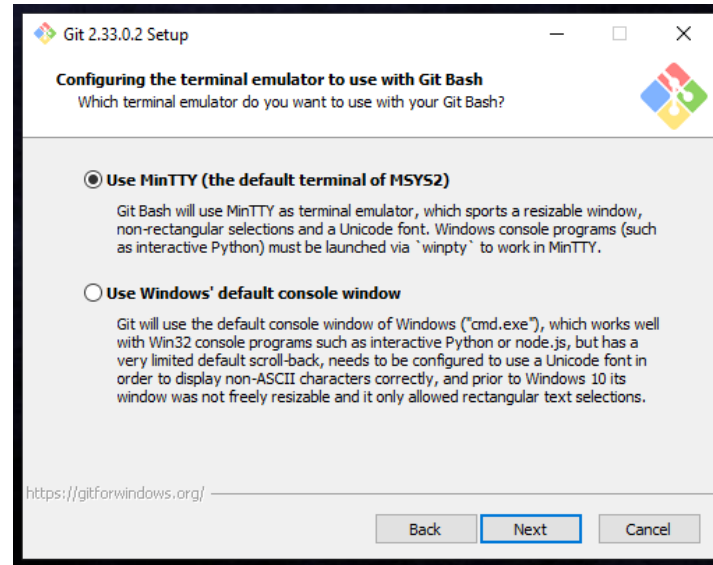 Git 2.33.0.2 Setup
Configuring the terminal emulator to use with Git Bash
Which terminal emulator do you want to use with your Git Bash?
Use MinTTY (the default terminal of MSYS2)
Git Bash will use MinTTY as terminal emulator, which sports a resizable window,
non-rectangular selections and a Unicode font. Windows console programs (such
as interactive Python) must be launched via `winpty` to work in MinTTY.
Use Windows' default console window
Git will use the default console window of Windows ("cmd.exe"), which works well
with Win32 console programs such as interactive Python or node.js, but has a
very limited default scroll-back, needs to be configured to use a Unicode font in
order to display non-ASCII characters correctly, and prior to Windows 10 its
window was not freely resizable and it only allowed rectangular text selections.
https://gitforwindows.org/
Back Next Cancel